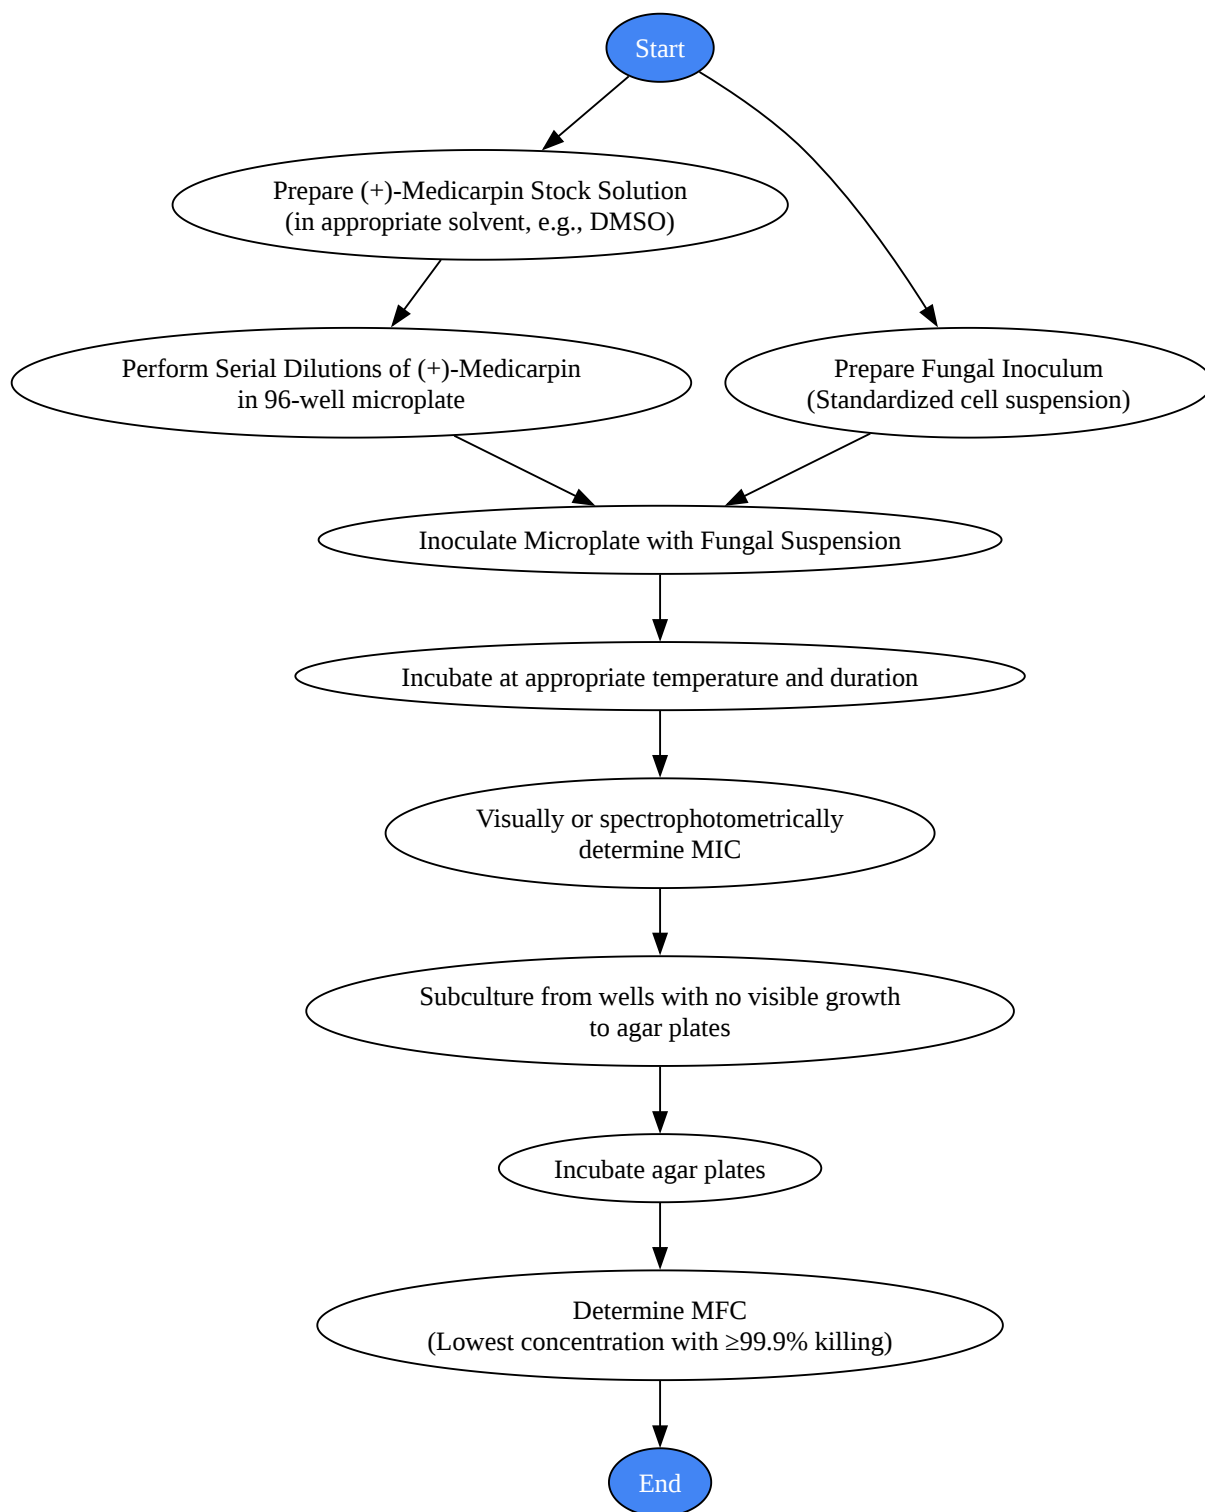 Start
Prepare (+)-Medicarpin Stock Solution
(in appropriate solvent, e.g., DMSO)
Perform Serial Dilutions of (+)-Medicarpin
in 96-well microplate
Prepare Fungal Inoculum
(Standardized cell suspension)
Inoculate Microplate with Fungal Suspension
Incubate at appropriate temperature and duration
Visually or spectrophotometrically
determine MIC
Subculture from wells with no visible growth
to agar plates
Incubate agar plates
Determine MFC
(Lowest concentration with ≥99.9% killing)
End